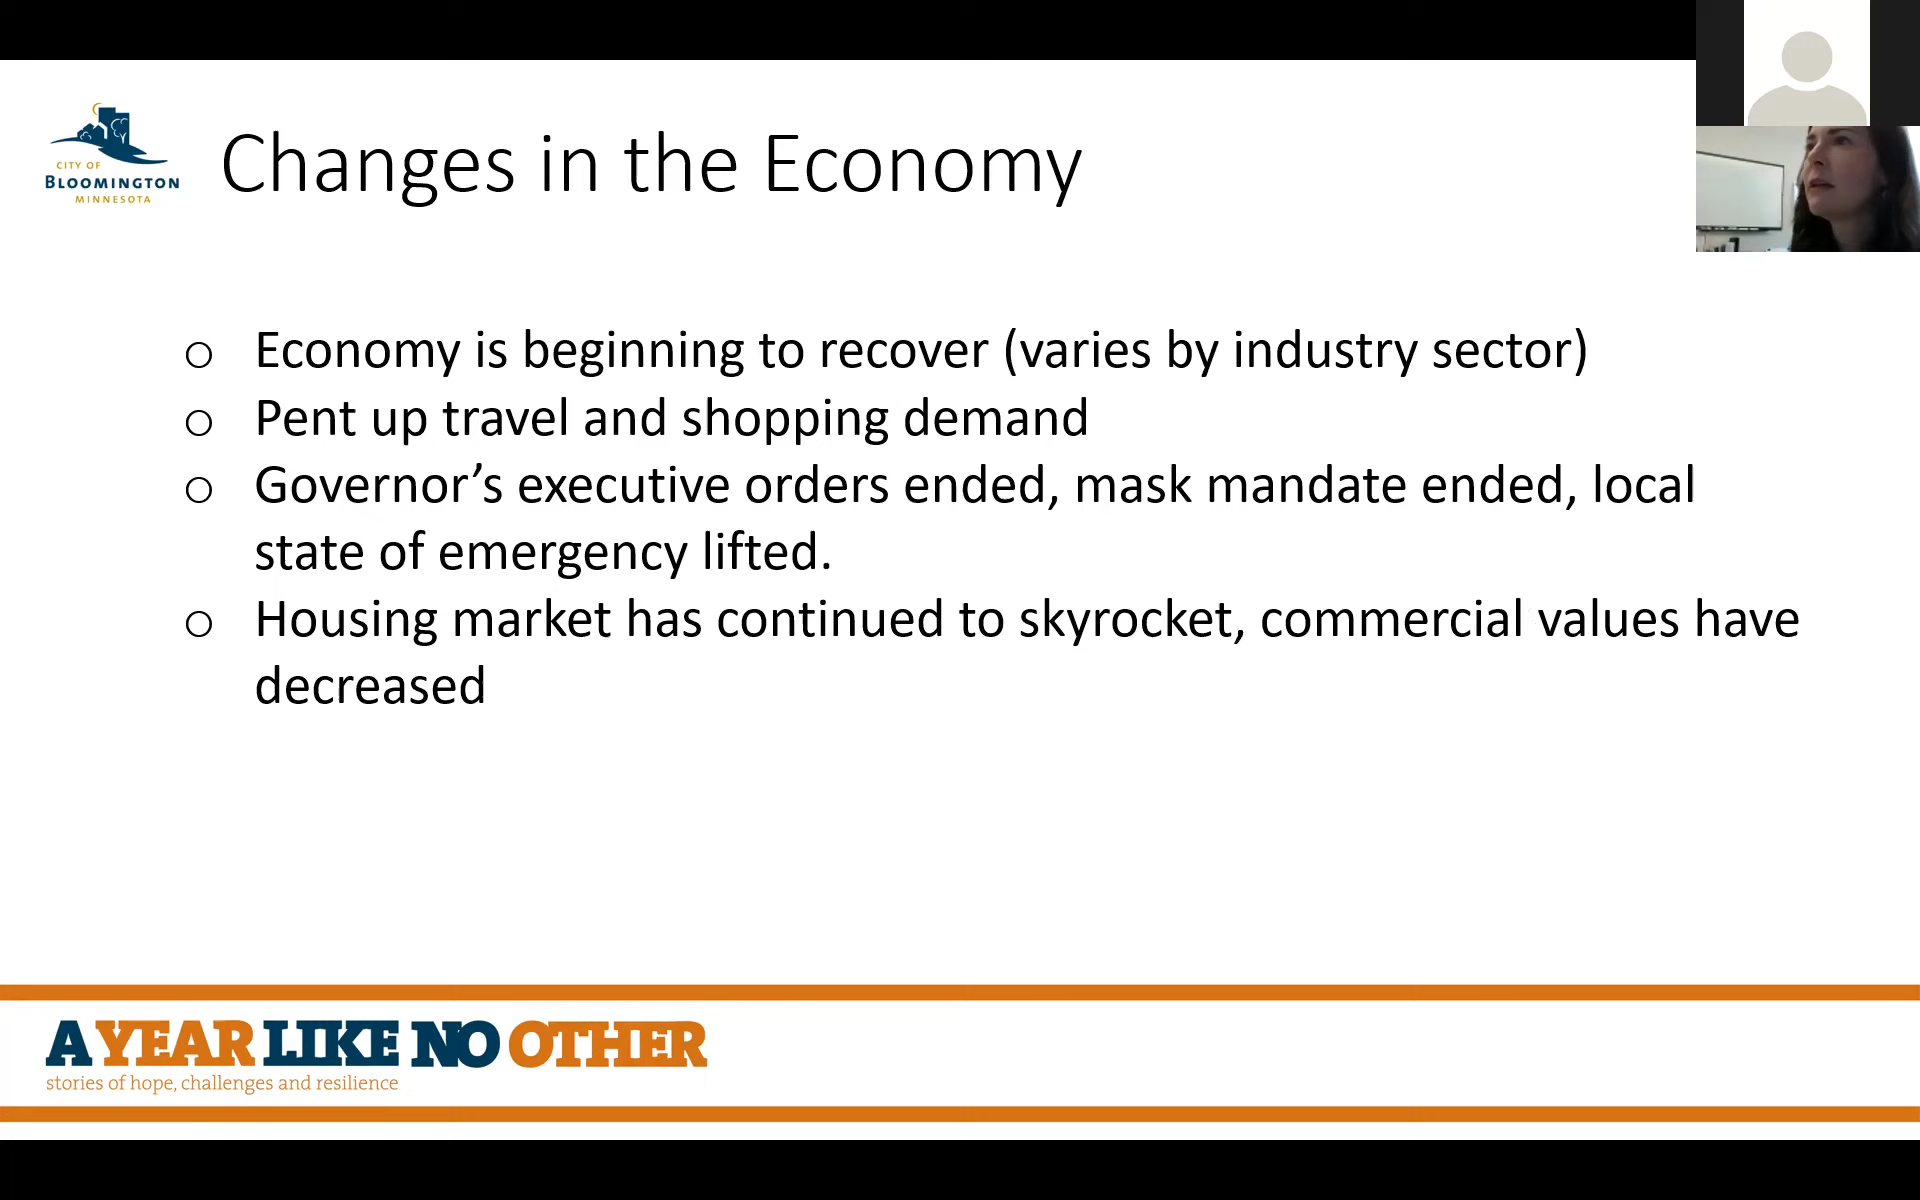 CITY OF
BLOOMINGTON
MINNESOTA
Changes in the Economy
o Economy is beginning to recover (varies by industry sector)
o Pent up travel and shopping demand
o Governor’s executive orders ended, mask mandate ended, local
state of emergency lifted.
o Housing market has continued to skyrocket, commercial values have
decreased
A YEAR LIKE NO OTHER
stories of hope, challenges and resilience